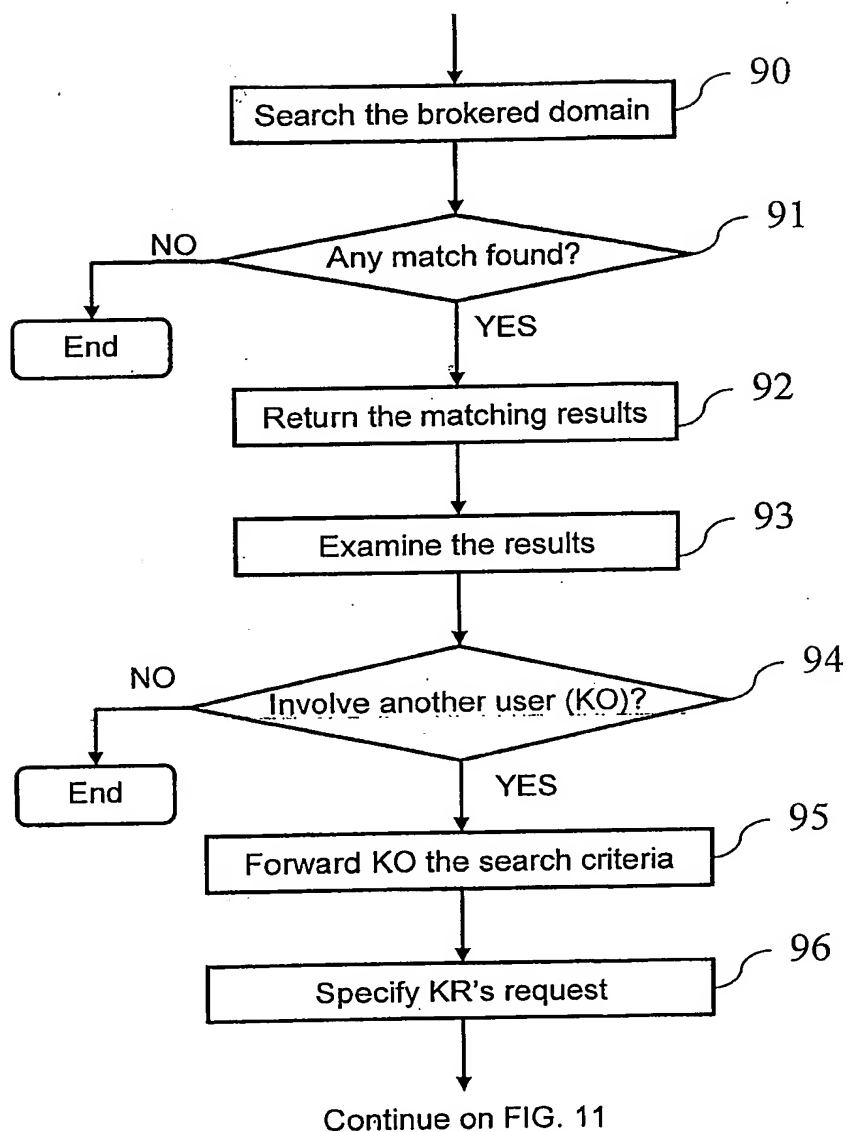 90
Search the brokered domain
91
NO
Any match found?
End
YES
92
Return the matching results
93
Examine the results
94
NO
Involve another user (KO)?
End
YES
95
Forward KO the search criteria
96
Specify KR's request
Continue on FIG. 11